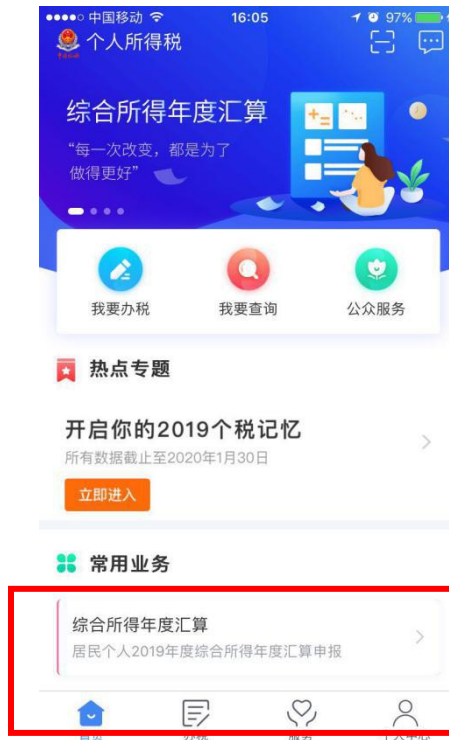 中国移动 16:05 97%
个人所得税
综合所得年度汇算
“每一次改变，都是为了
做得更好”
我要办税 我要查询 公众服务
热点专题
开启你的2019个税记忆
所有数据截止至2020年1月30日
立即进入
常用业务
综合所得年度汇算
居民个人2019年度综合所得年度汇算申报